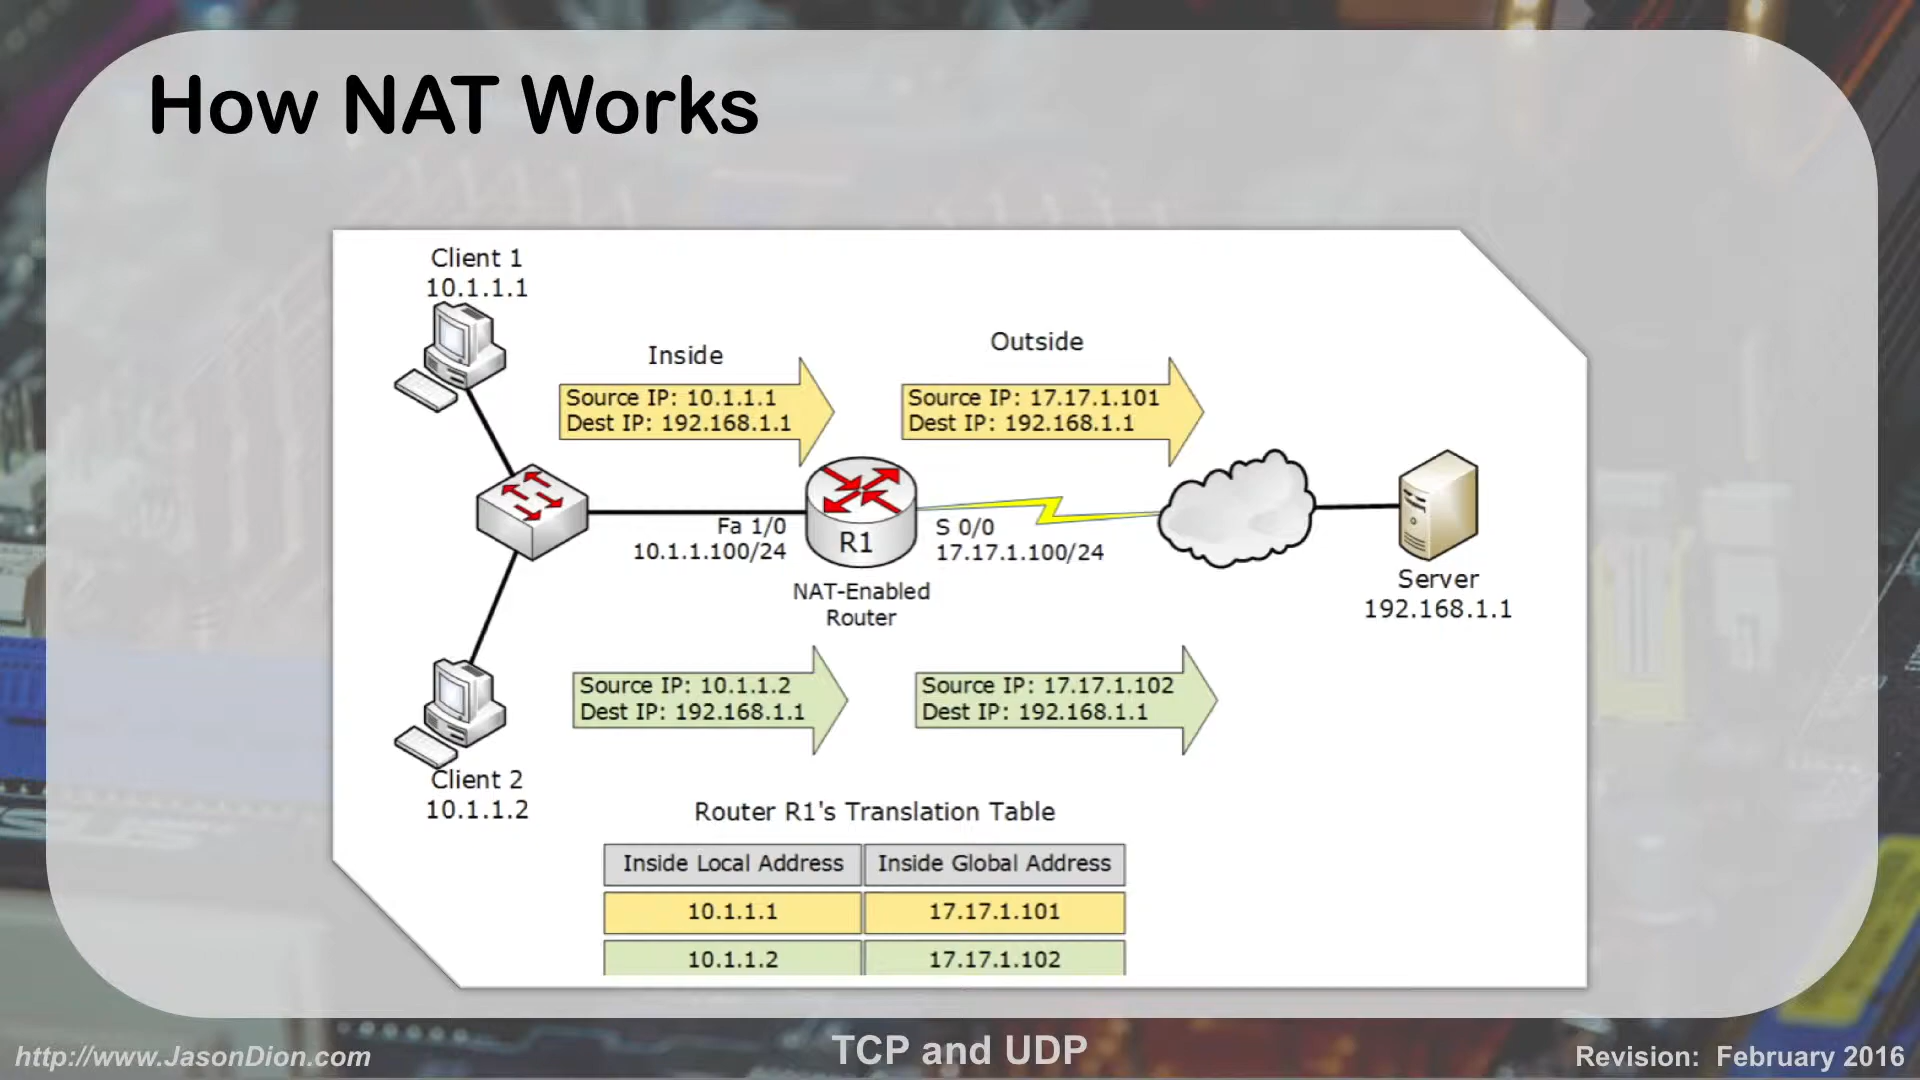 How NAT Works
Client 1
10.1.1.1
Inside
Outside
Source IP: 10.1.1.1
Dest IP: 192.168.1.1
Source IP: 17.17.1.101
Dest IP: 192.168.1.1
Fa 1/0
10.1.1.100/24
R1
S 0/0
17.17.1.100/24
NAT-Enabled
Router
Server
192.168.1.1
Source IP: 10.1.1.2
Dest IP: 192.168.1.1
Source IP: 17.17.1.102
Dest IP: 192.168.1.1
Client 2
10.1.1.2
Router R1's Translation Table
Inside Local Address Inside Global Address
10.1.1.1 17.17.1.101
10.1.1.2 17.17.1.102
http://www.JasonDion.com
TCP and UDP
Revision: February 2016